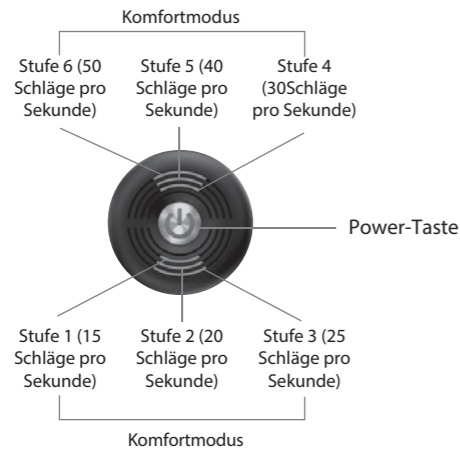 Komfortmodus
Stufe 6 (50
Schläge pro
Sekunde)
Stufe 5 (40
Schläge pro
Sekunde)
Stufe 4
(30Schläge
pro Sekunde)
Power-Taste
Stufe 1 (15
Schläge pro
Sekunde)
Stufe 2 (20
Schläge pro
Sekunde)
Stufe 3 (25
Schläge pro
Sekunde)
Komfortmodus